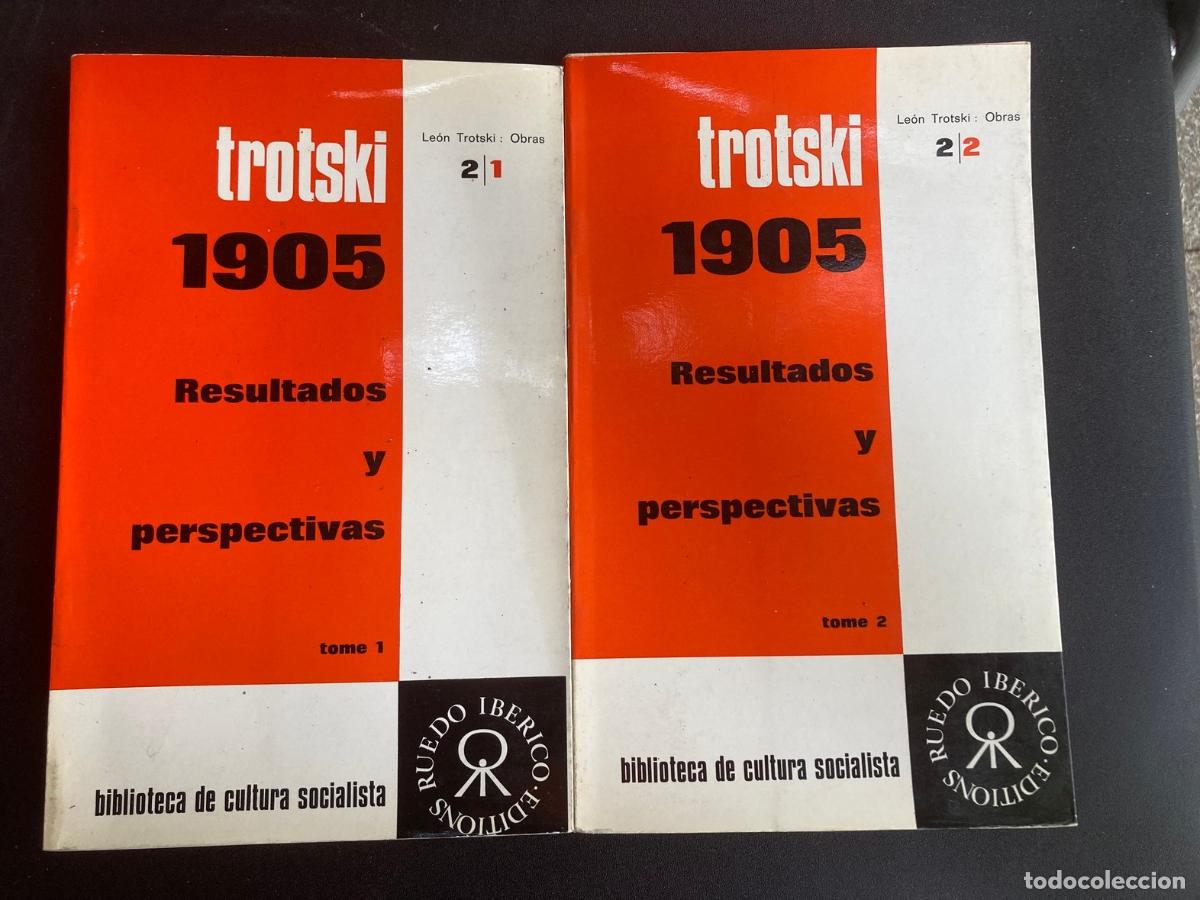 trotski
1905
Resultados
y
perspectivas
tome 1
León Trotski: Obras
2|1
biblioteca de cultura socialista
EDITIONS RUEDO IBERICO ·
trotski
1905
Resultados
y
perspectivas
tome 2
León Trotski: Obras
2|2
biblioteca de cultura socialista
EDITIONS RUEDO IBERICO ·
todocoleccion